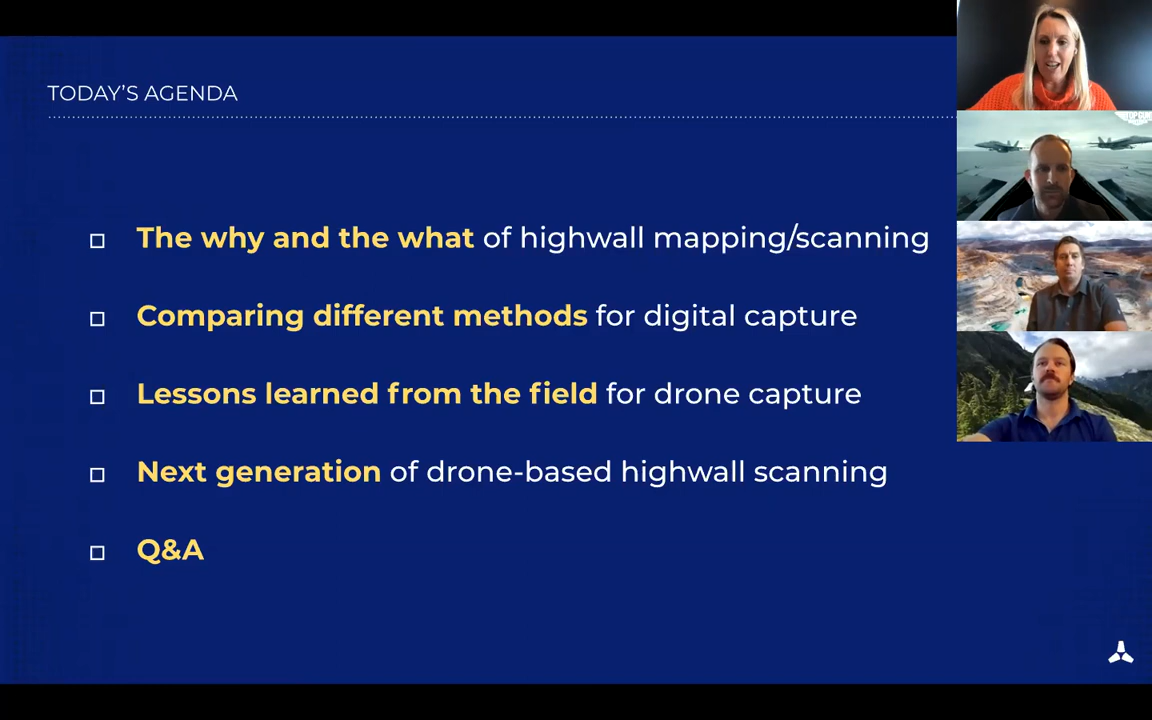 TODAY'S AGENDA
The why and the what of highwall mapping/scanning
Comparing different methods for digital capture
Lessons learned from the field for drone capture
Next generation of drone-based highwall scanning
Q&A